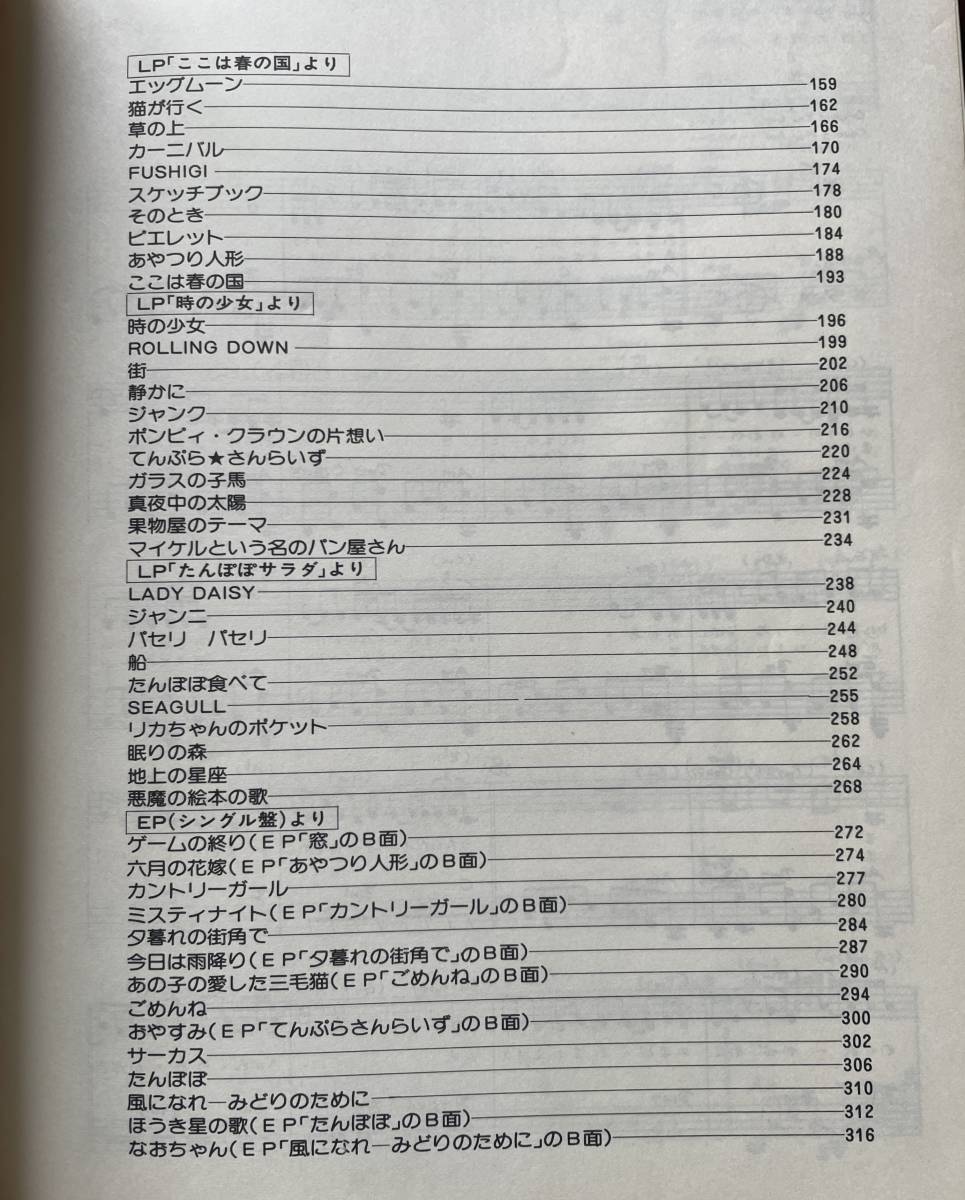 LP「ここは春の国」より
エッグムーン 159
猫が行く 162
草の上 166
カーニバル 170
FUSHIGI 174
スケッチブック 178
そのとき 180
ピエレット 184
あやつり人形 188
ここは春の国 193
LP「時の少女」より
時の少女 196
ROLLING DOWN 199
街 202
静かに 206
ジャンク 210
ポンピィ・クラウンの片想い 216
てんぷら★さんらいず 220
ガラスの子馬 224
真夜中の太陽 228
果物屋のテーマ 231
マイケルという名のパン屋さん 234
LP「たんぽぽサラダ」より
LADY DAISY 238
ジャンニ 240
パセリ パセリ 244
船 248
たんぽぽ食べて 252
SEAGULL 255
リカちゃんのポケット 258
眠りの森 262
地上の星座 264
悪魔の絵本の歌 268
EP(シングル盤)より
ゲームの終り(EP「窓」のB面) 272
六月の花嫁(EP「あやつり人形」のB面) 274
カントリーガール 277
ミスティナイト(EP「カントリーガール」のB面) 280
夕暮れの街角で 284
今日は雨降り(EP「夕暮れの街角で」のB面) 287
あの子の愛した三毛猫(EP「ごめんね」のB面) 290
ごめんね 294
おやすみ(EP「てんぷらさんらいず」のB面) 300
サーカス 302
たんぽぽ 306
風になれ―みどりのために 310
ほうき星の歌(EP「たんぽぽ」のB面) 312
なおちゃん(EP「風になれ―みどりのために」のB面) 316